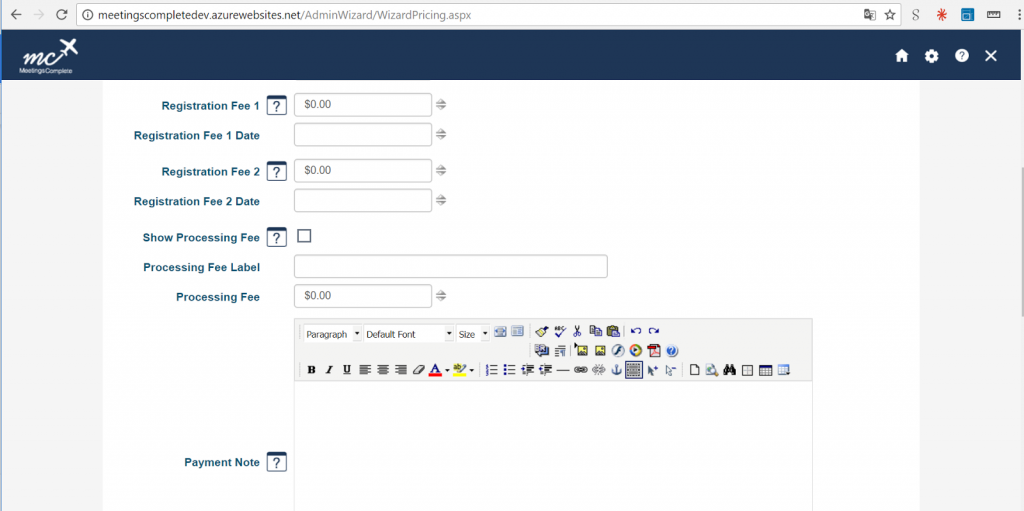 meetingscompletedev.azurewebsites.net/AdminWizard/WizardPricing.aspx
mc
MeetingsComplete
Registration Fee 1 ? $0.00
Registration Fee 1 Date
Registration Fee 2 ? $0.00
Registration Fee 2 Date
Show Processing Fee ?
Processing Fee Label
Processing Fee $0.00
Paragraph Default Font Size ABC
B I U A ab
Payment Note ?